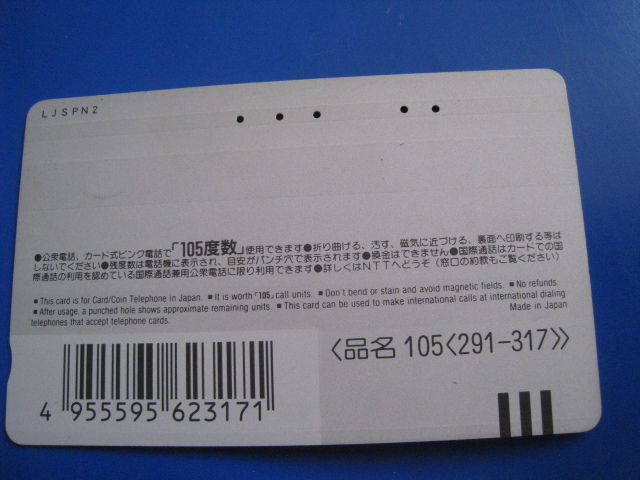 LJSPN2
●公衆電話、カード式ピンク電話で「105度数」使用できます●折り曲げる、汚す、磁気に近づける、裏面へ印刷する等は
しないでください●残度数は電話機に表示され、目安がパンチ穴で表示されます●換金はできません●国際通話はカードでの国
際通話の利用を認めている国際通話兼用公衆電話に限り利用できます●詳しくはNTTへどうぞ（窓口の約款もご覧ください）
■ This card is for Card/Coin Telephone in Japan. ■ It is worth「105」call units. ■ Don't bend or stain and avoid magnetic fields. ■ No refunds.
■ After usage, a punched hole shows approximate remaining units. ■ This card can be used to make international calls at international dialing
telephones that accept telephone cards.
Made in Japan
〈品名 105〈291-317〉〉
4 955595 623171